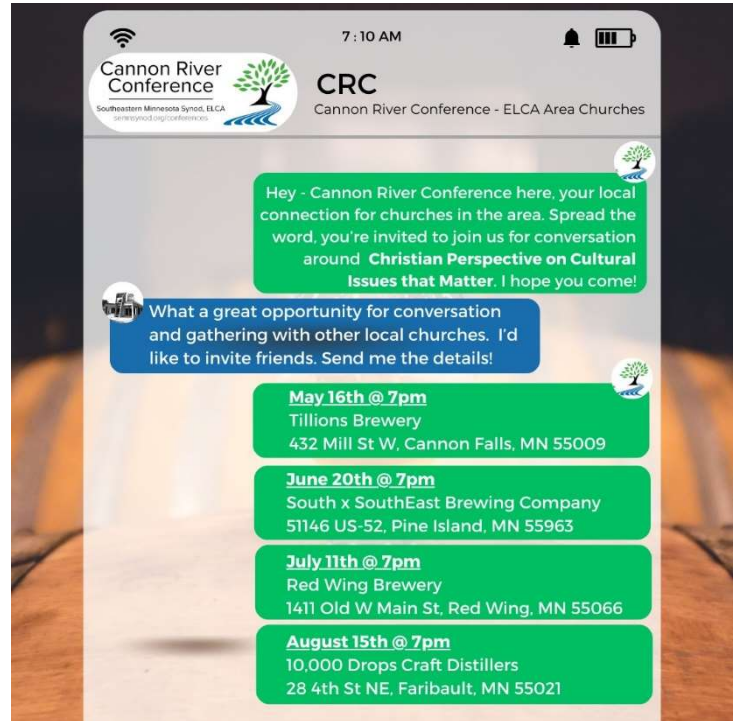 7:10 AM
Cannon River
Conference
Southeastern Minnesota Synod, ELCA
semnsynod.org/conferences
CRC
Cannon River Conference - ELCA Area Churches
Hey - Cannon River Conference here, your local
connection for churches in the area. Spread the
word, you're invited to join us for conversation
around Christian Perspective on Cultural
Issues that Matter. I hope you come!
What a great opportunity for conversation
and gathering with other local churches. I'd
like to invite friends. Send me the details!
May 16th @ 7pm
Tillions Brewery
432 Mill St W, Cannon Falls, MN 55009
June 20th @ 7pm
South x SouthEast Brewing Company
51146 US-52, Pine Island, MN 55963
July 11th @ 7pm
Red Wing Brewery
1411 Old W Main St, Red Wing, MN 55066
August 15th @ 7pm
10,000 Drops Craft Distillers
28 4th St NE, Faribault, MN 55021